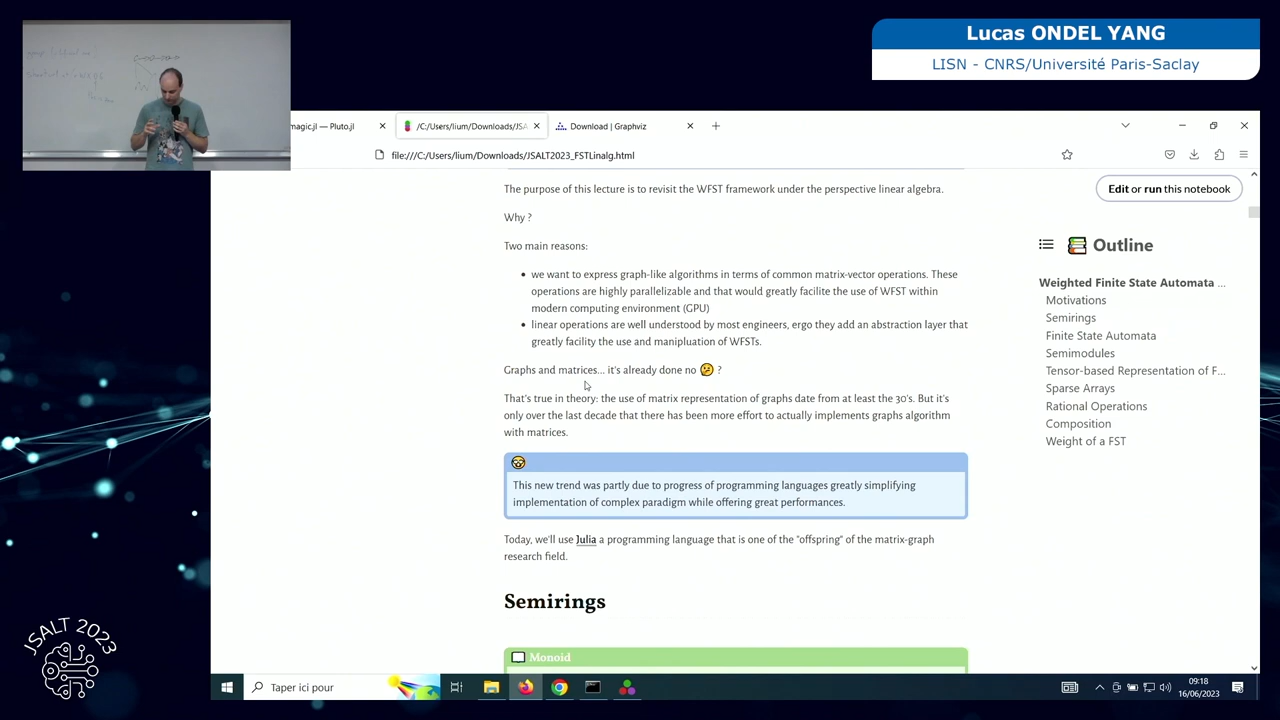 Lucas ONDEL YANG
LISN - CNRS/Université Paris-Saclay
magic.jl — Pluto.jl
/C:/Users/lium/Downloads/JSA
Download | Graphviz
file:///C:/Users/lium/Downloads/JSALT2023_FSTLinalg.html
The purpose of this lecture is to revisit the WFST framework under the perspective linear algebra.
Edit or run this notebook
Why ?
Two main reasons:
we want to express graph-like algorithms in terms of common matrix-vector operations. These
operations are highly parallelizable and that would greatly facilite the use of WFST within
modern computing environment (GPU)
linear operations are well understood by most engineers, ergo they add an abstraction layer that
greatly facility the use and manipluation of WFSTs.
Graphs and matrices... it's already done no 🤔 ?
That's true in theory: the use of matrix representation of graphs date from at least the 30's. But it's
only over the last decade that there has been more effort to actually implements graphs algorithm
with matrices.
This new trend was partly due to progress of programming languages greatly simplifying
implementation of complex paradigm while offering great performances.
Today, we'll use Julia a programming language that is one of the "offspring" of the matrix-graph
research field.
Semirings
Monoid
Outline
Weighted Finite State Automata ...
Motivations
Semirings
Finite State Automata
Semimodules
Tensor-based Representation of F...
Sparse Arrays
Rational Operations
Composition
Weight of a FST
JSALT 2023
Taper ici pour
09:18
16/06/2023